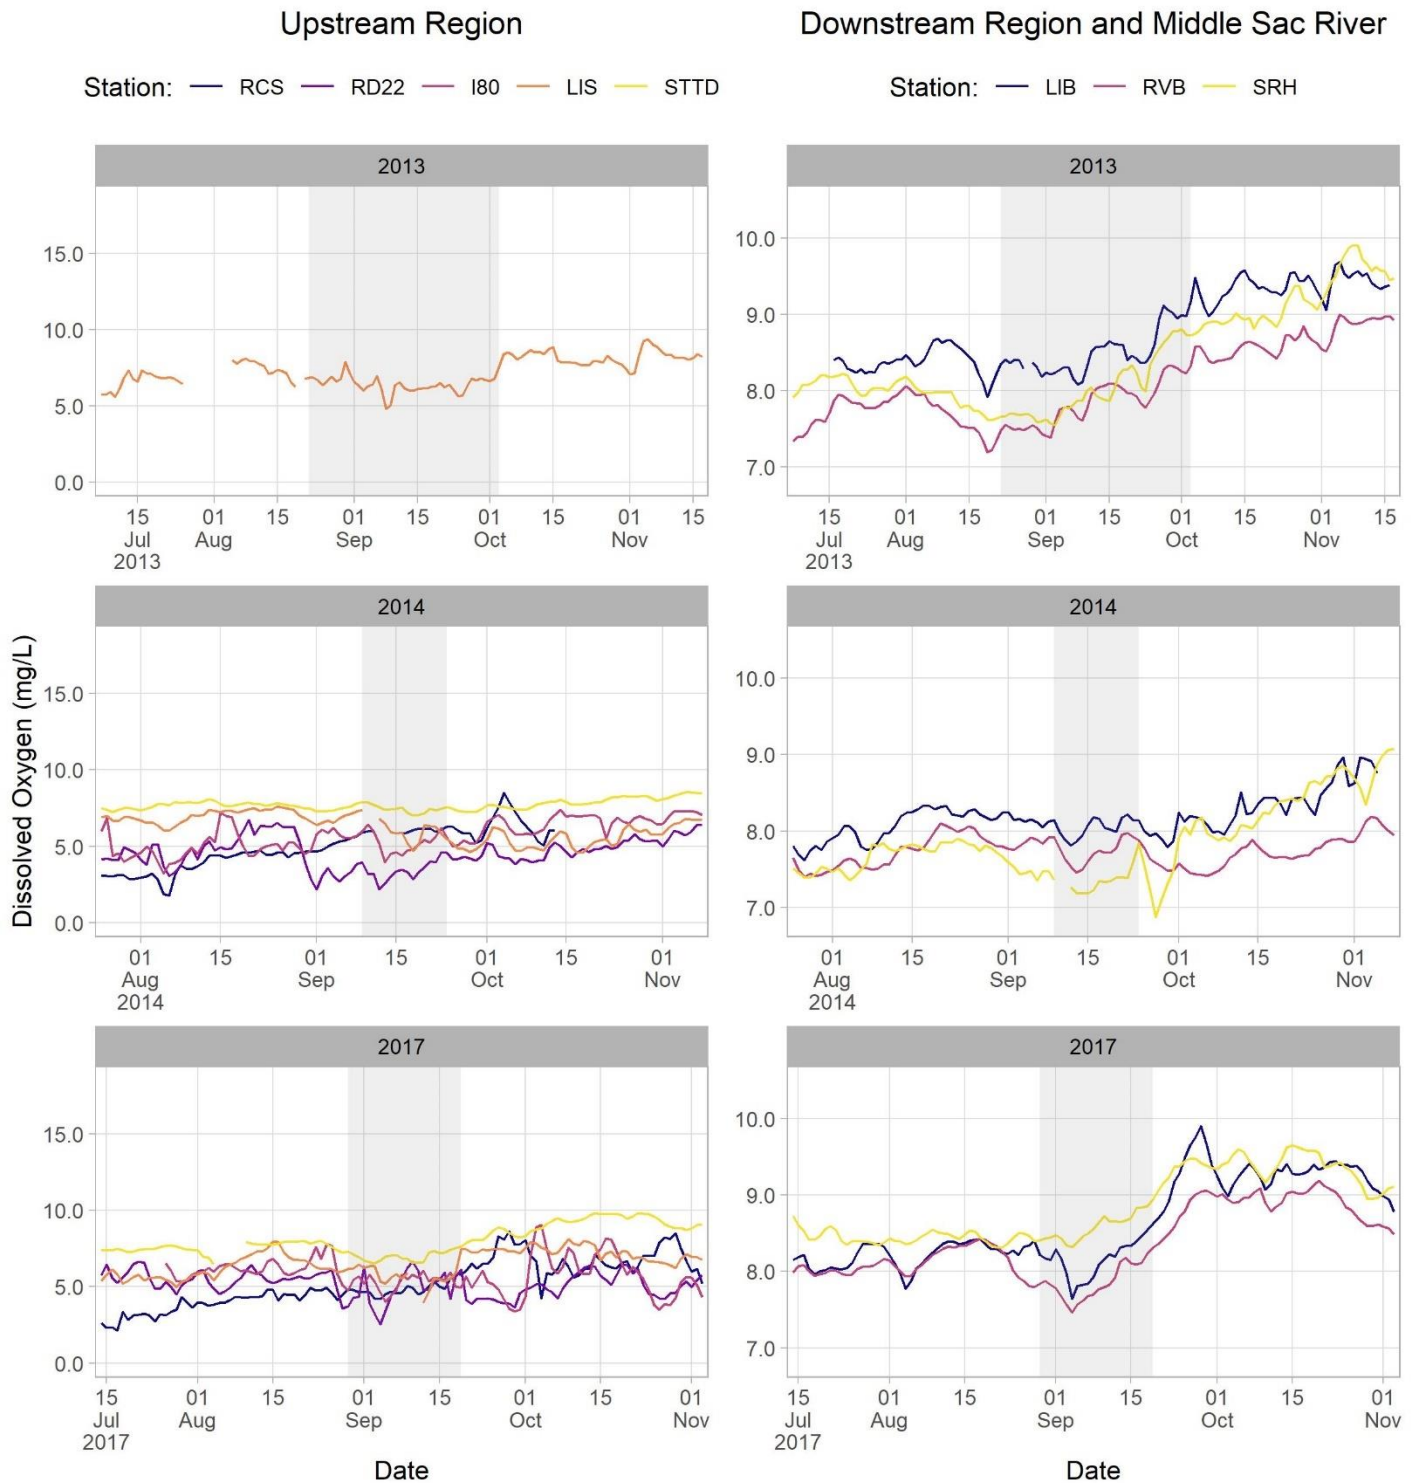 Upstream Region
Downstream Region and Middle Sac River
Station: RCS RD22 I80 LIS STTD
Station: LIB RVB SRH
2013
15.0
10.0
5.0
0.0
15 01 15 01 15 01 15 01 15
Jul Aug Sep Oct Nov
2013
2013
10.0
9.0
8.0
7.0
15 01 15 01 15 01 15 01 15
Jul Aug Sep Oct Nov
2013
Dissolved Oxygen (mg/L)
2014
15.0
10.0
5.0
0.0
01 15 01 15 01 15 01
Aug Sep Oct Nov
2014
2014
10.0
9.0
8.0
7.0
01 15 01 15 01 15 01
Aug Sep Oct Nov
2014
2017
15.0
10.0
5.0
0.0
15 01 15 01 15 01 15 01
Jul Aug Sep Oct Nov
2017
Date
2017
10.0
9.0
8.0
7.0
15 01 15 01 15 01 15 01
Jul Aug Sep Oct Nov
2017
Date